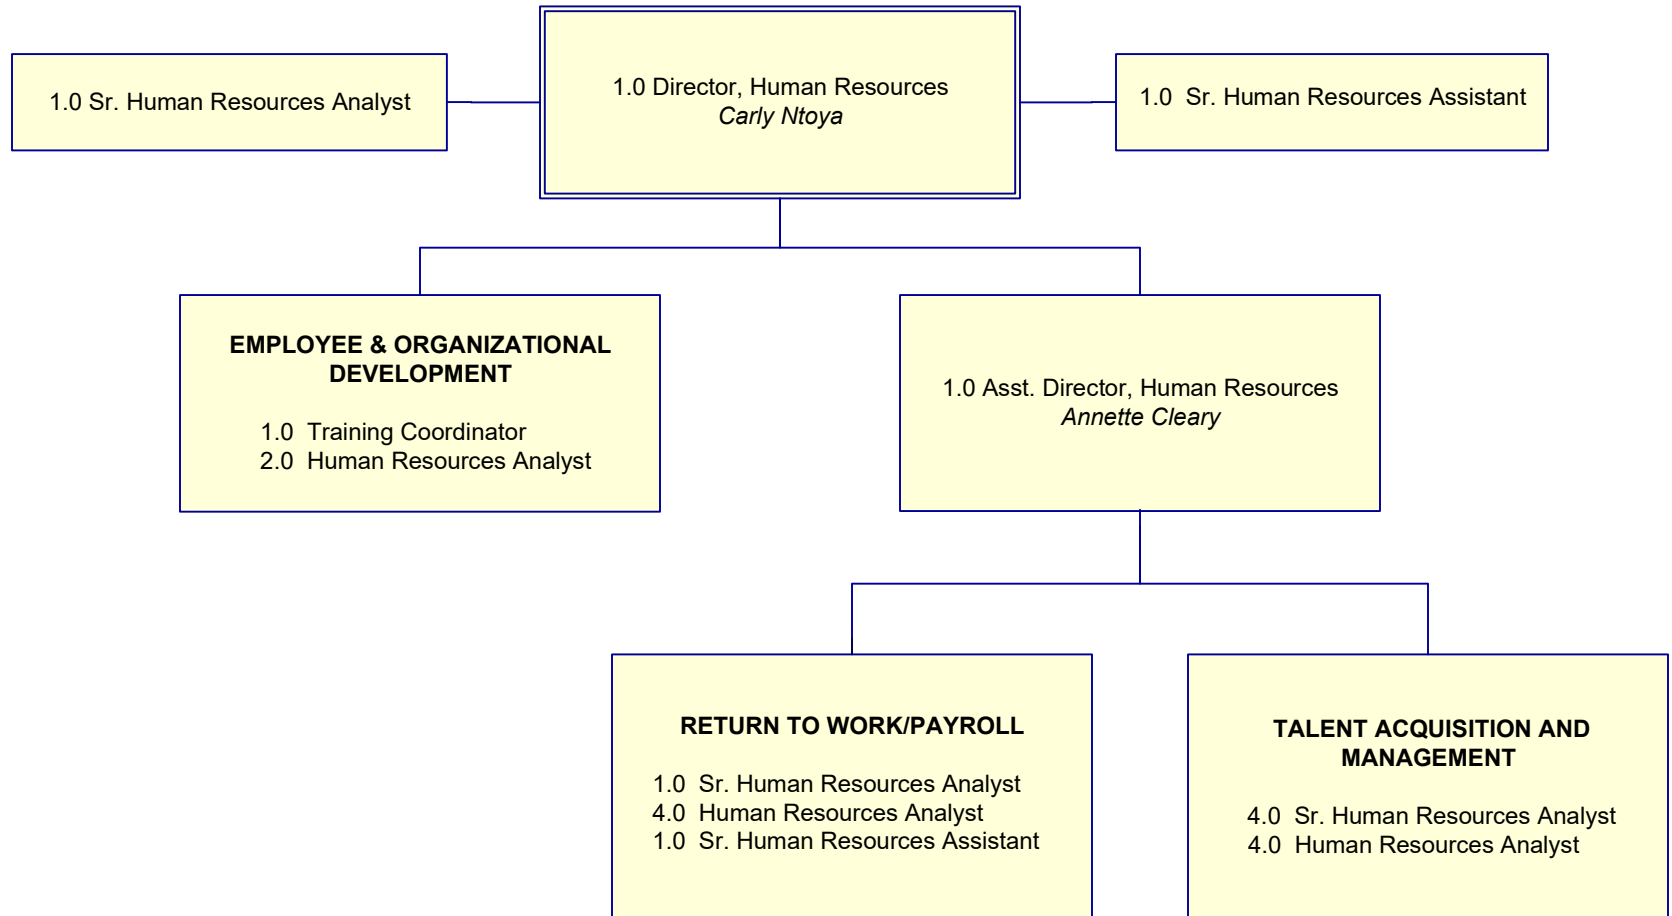 1.0 Sr. Human Resources Analyst
1.0 Director, Human Resources
Carly Ntoya
1.0 Sr. Human Resources Assistant
EMPLOYEE & ORGANIZATIONAL
DEVELOPMENT
1.0 Training Coordinator
2.0 Human Resources Analyst
1.0 Asst. Director, Human Resources
Annette Cleary
RETURN TO WORK/PAYROLL
1.0 Sr. Human Resources Analyst
4.0 Human Resources Analyst
1.0 Sr. Human Resources Assistant
TALENT ACQUISITION AND
MANAGEMENT
4.0 Sr. Human Resources Analyst
4.0 Human Resources Analyst